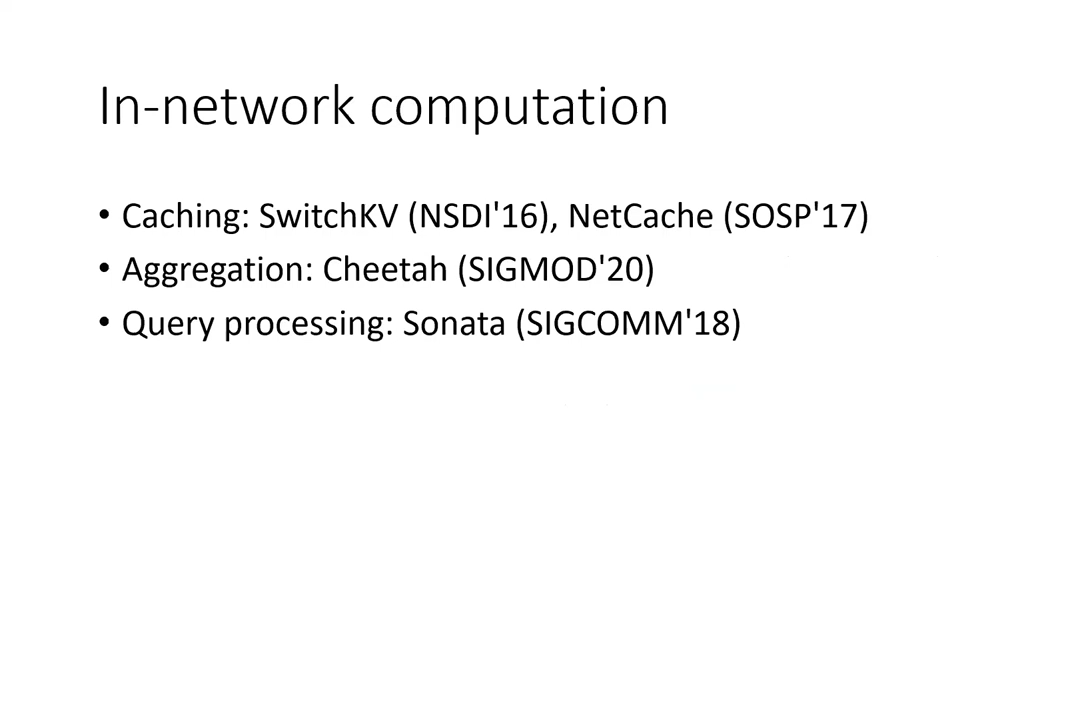 In-network computation
• Caching: SwitchKV (NSDI'16), NetCache (SOSP'17)
• Aggregation: Cheetah (SIGMOD'20)
• Query processing: Sonata (SIGCOMM'18)